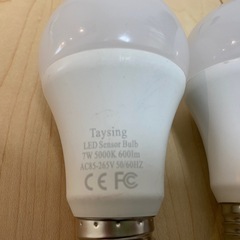 Taysing
LED Sensor Bulb
7W 5000K 600lm
AC85-265V 50/60HZ
CE FC